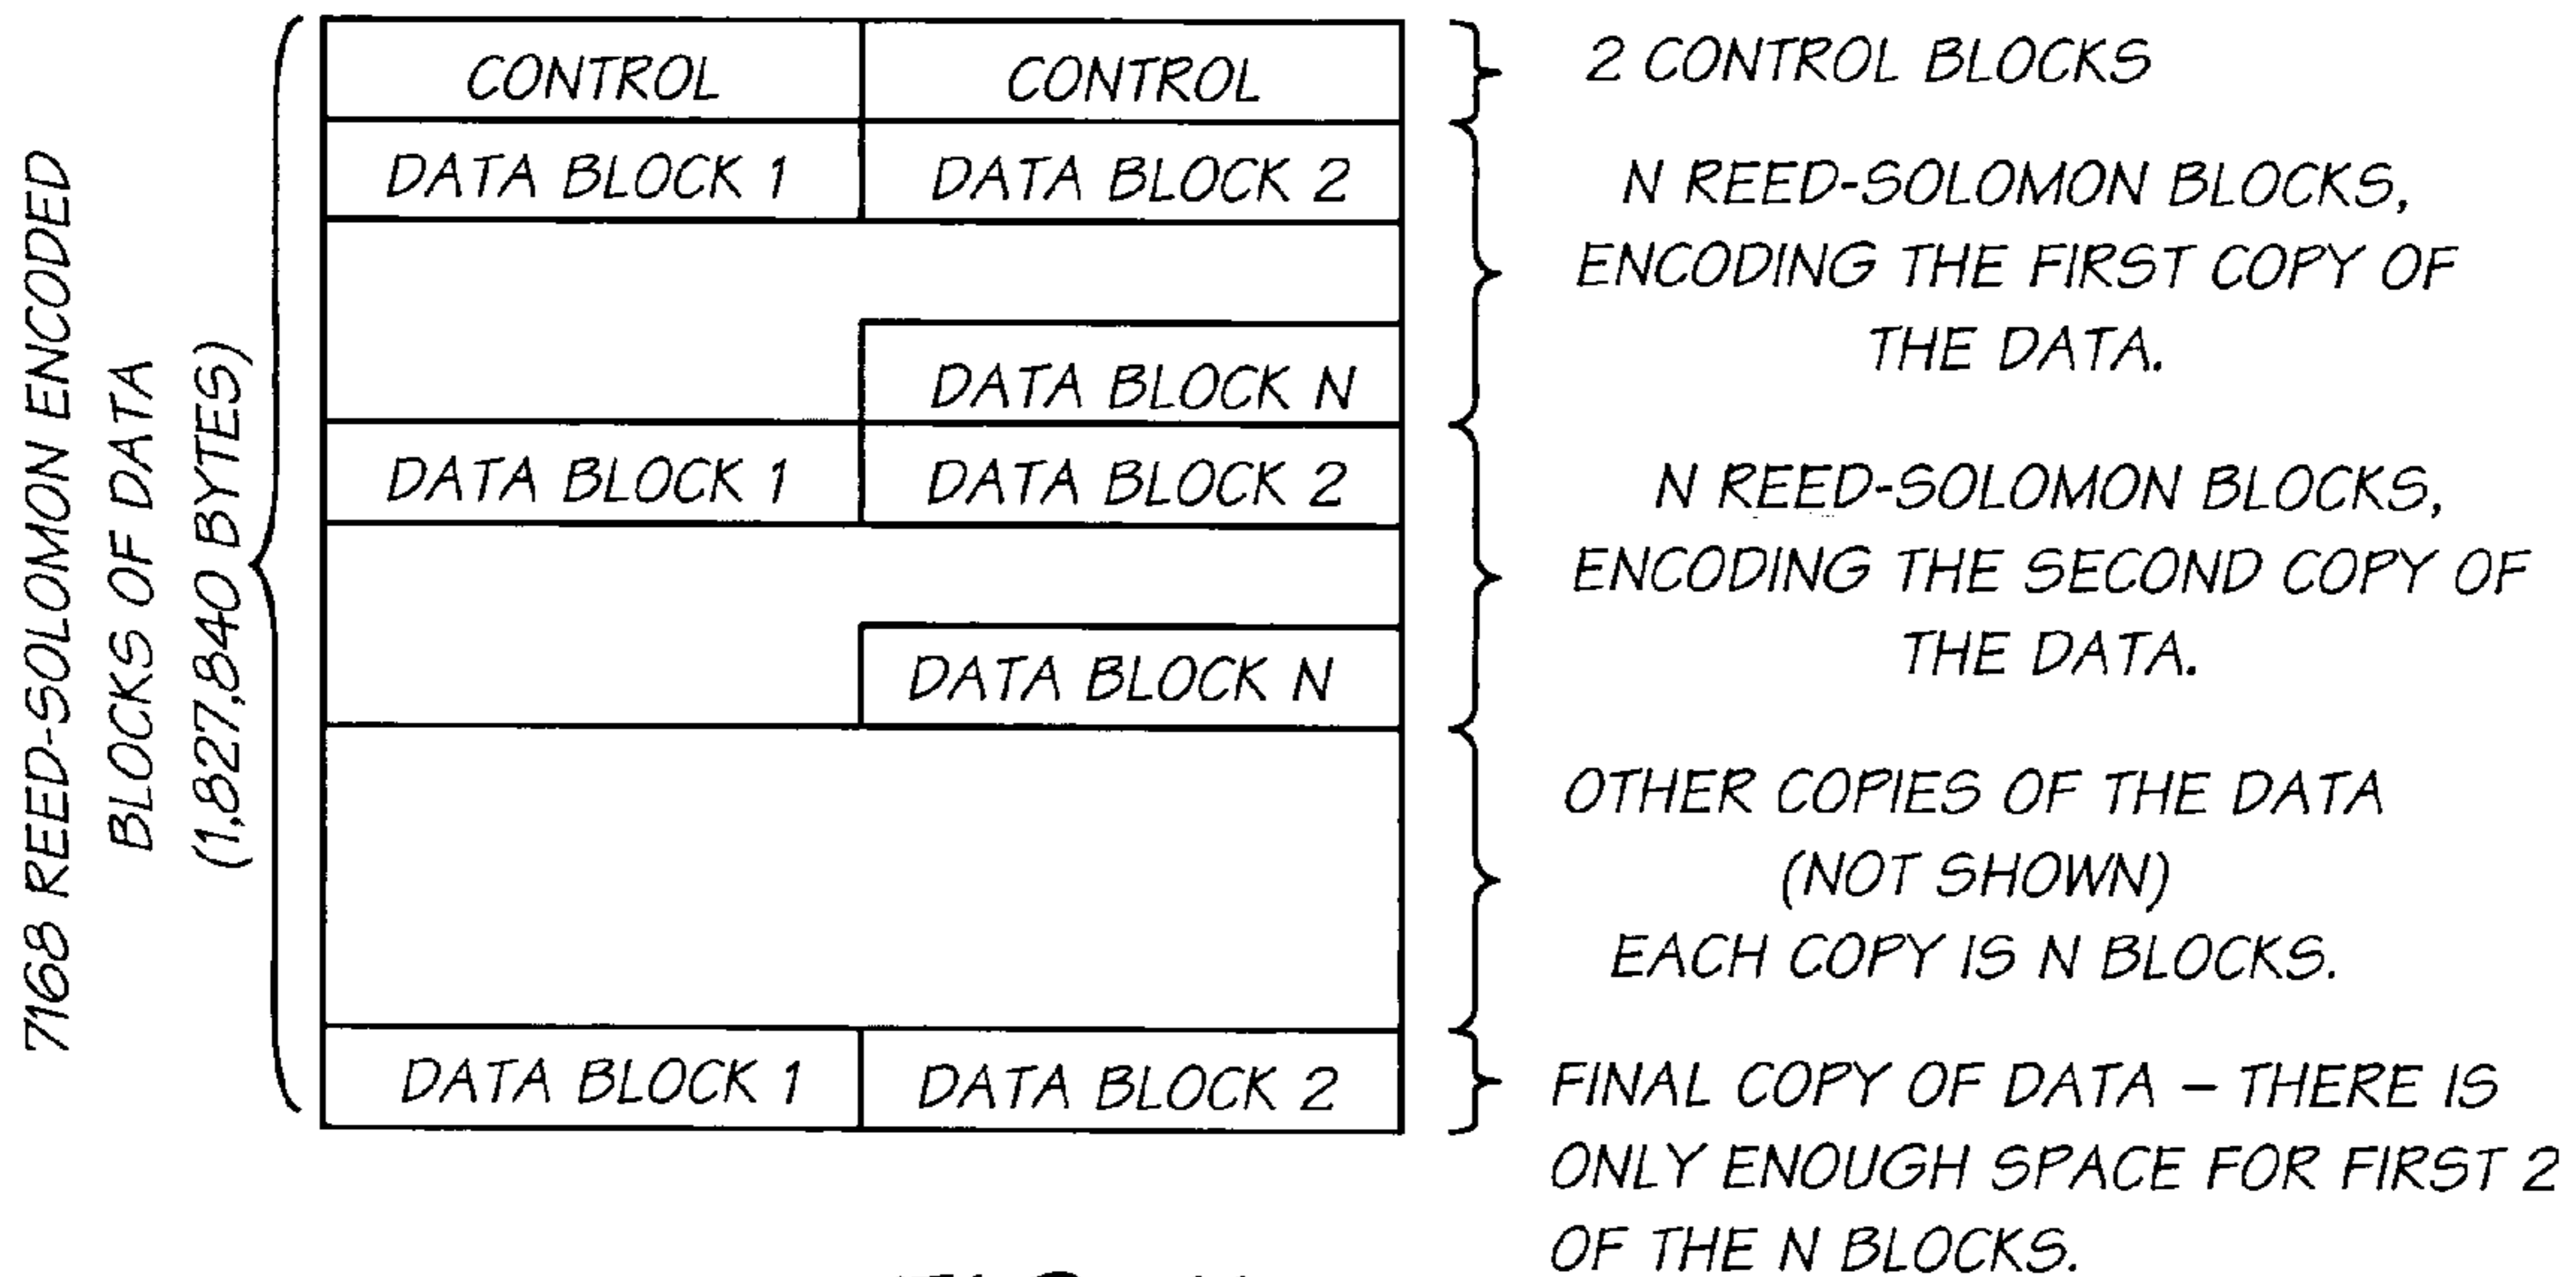 7168 REED-SOLOMON ENCODED
BLOCKS OF DATA
(1,827,840 BYTES)
CONTROL
CONTROL
2 CONTROL BLOCKS
DATA BLOCK 1
DATA BLOCK 2
N REED-SOLOMON BLOCKS,
ENCODING THE FIRST COPY OF
THE DATA.
DATA BLOCK N
DATA BLOCK 1
DATA BLOCK 2
N REED-SOLOMON BLOCKS,
ENCODING THE SECOND COPY OF
THE DATA.
DATA BLOCK N
OTHER COPIES OF THE DATA
(NOT SHOWN)
EACH COPY IS N BLOCKS.
DATA BLOCK 1
DATA BLOCK 2
FINAL COPY OF DATA – THERE IS
ONLY ENOUGH SPACE FOR FIRST 2
OF THE N BLOCKS.